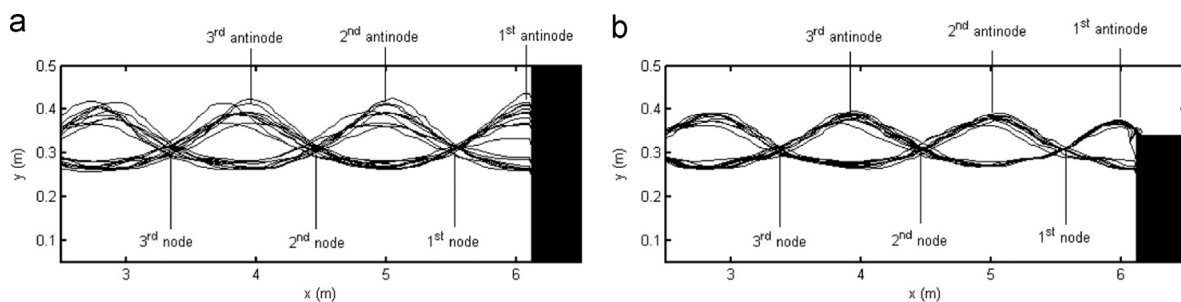 a
3rd antinode
2nd antinode
1st antinode
0.5
0.4
0.3
0.2
0.1
y (m)
3rd node
2nd node
1st node
3
4
5
6
x (m)
b
3rd antinode
2nd antinode
1st antinode
0.5
0.4
0.3
0.2
0.1
y (m)
3rd node
2nd node
1st node
3
4
5
6
x (m)